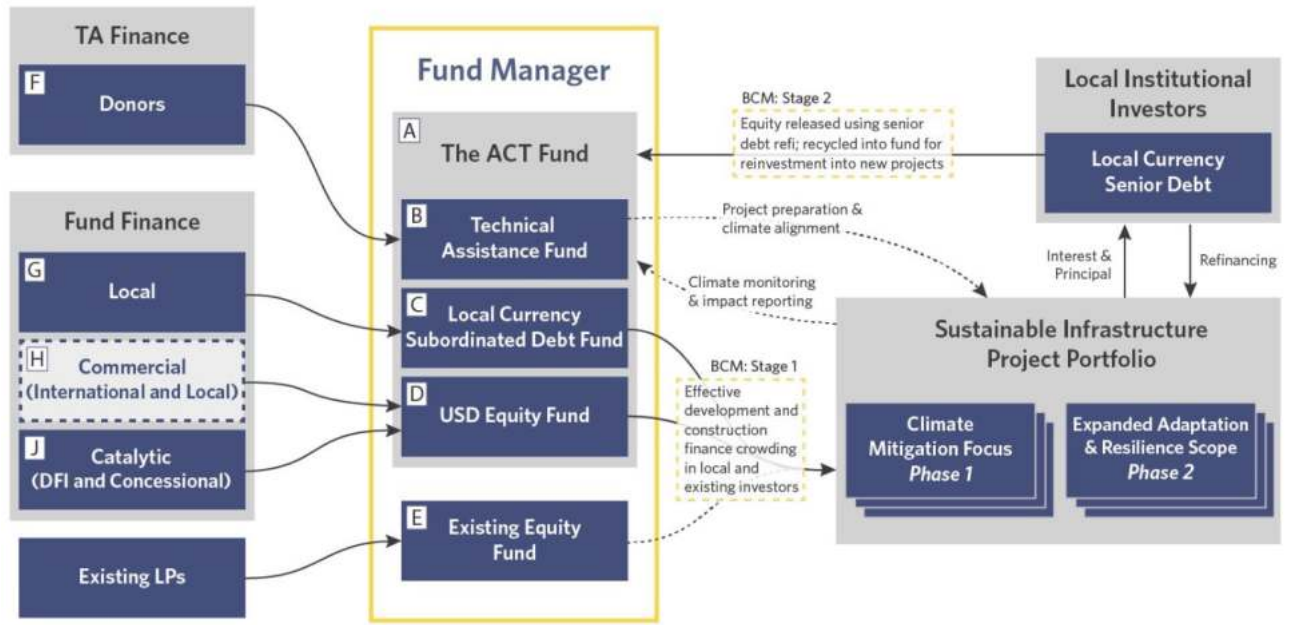 TA Finance
F
Donors
Fund Finance
G
Local
H
Commercial
(International and Local)
J
Catalytic
(DFI and Concessional)
Existing LPs
Fund Manager
A
The ACT Fund
B
Technical
Assistance Fund
C
Local Currency
Subordinated Debt Fund
D
USD Equity Fund
E
Existing Equity
Fund
BCM: Stage 2
Equity released using senior
debt refi; recycled into fund for
reinvestment into new projects
Project preparation &
climate alignment
Climate monitoring
& impact reporting
BCM: Stage 1
Effective
development and
construction
finance crowding
in local and
existing investors
Local Institutional
Investors
Local Currency
Senior Debt
Interest &
Principal
Refinancing
Sustainable Infrastructure
Project Portfolio
Climate
Mitigation Focus
Phase 1
Expanded Adaptation
& Resilience Scope
Phase 2